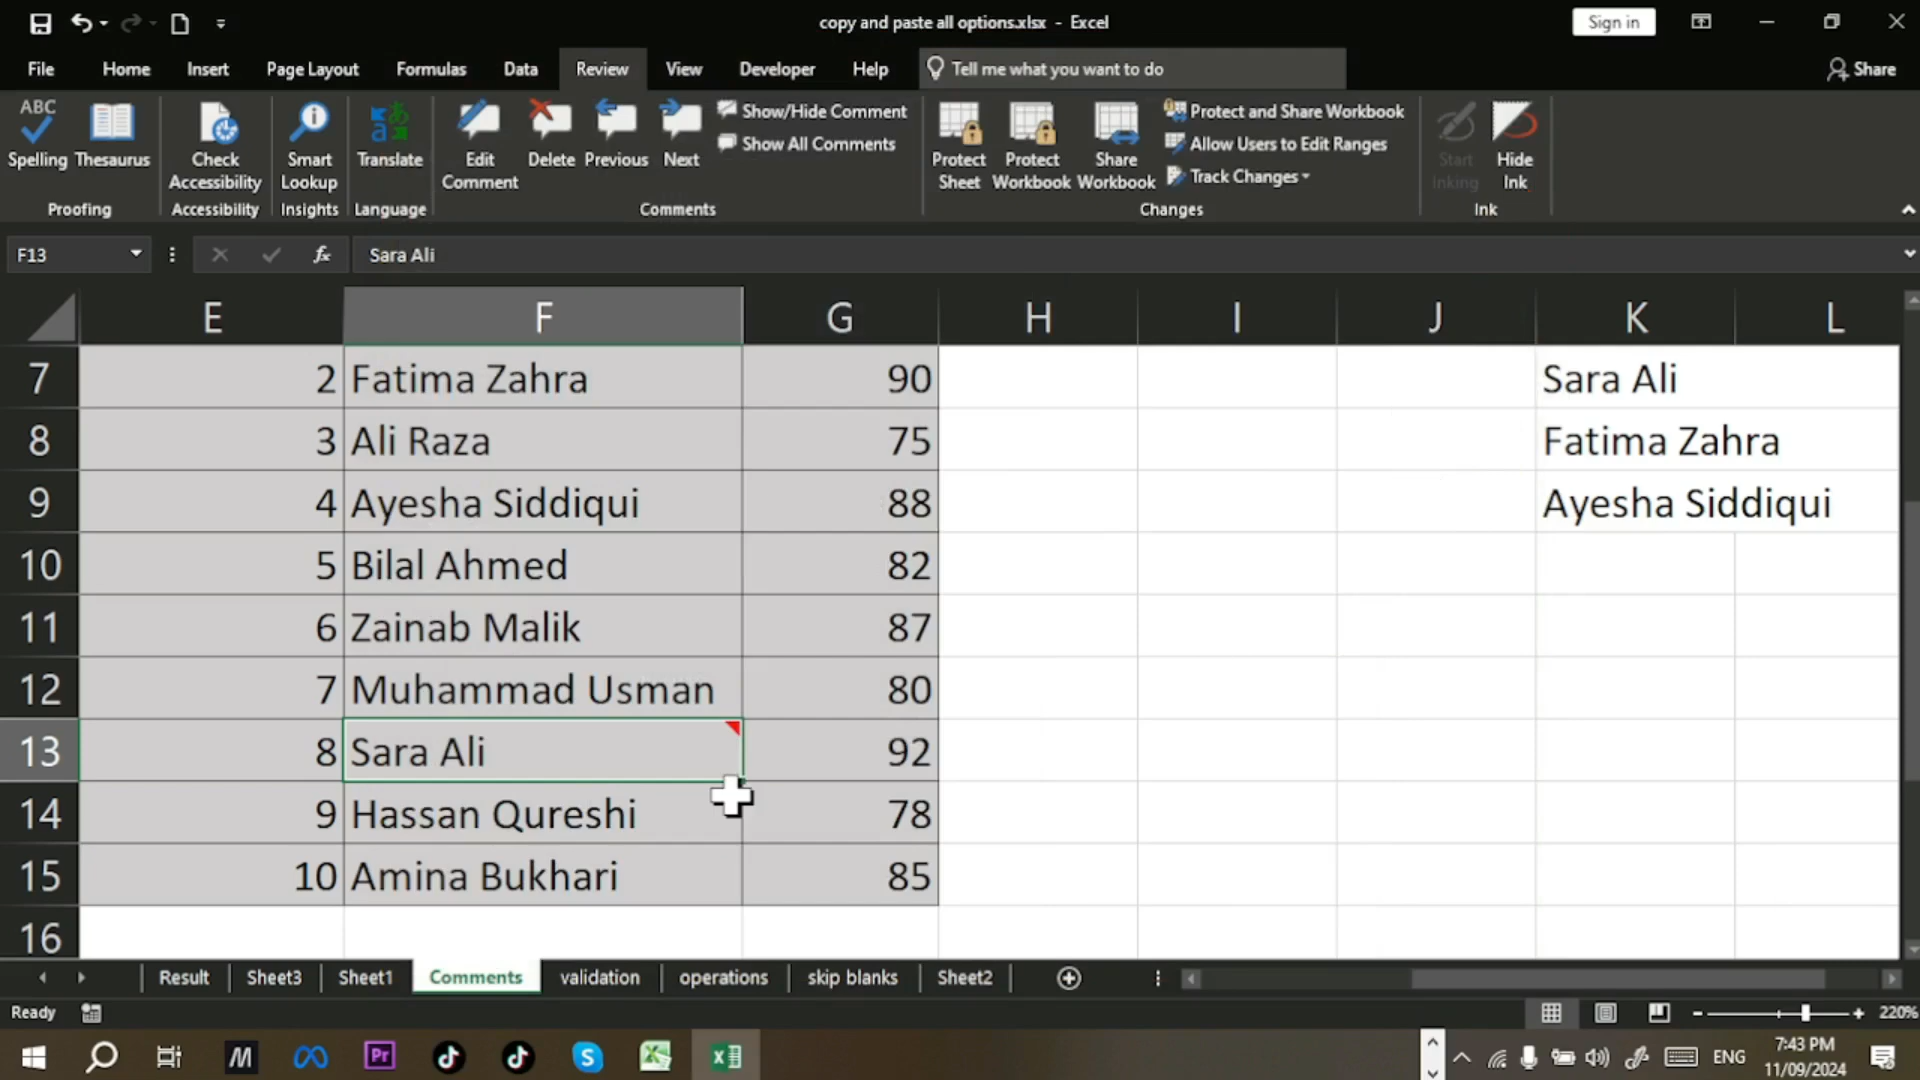 copy and paste all options.xlsx - Excel
Sign in
File Home Insert Page Layout Formulas Data Review View Developer Help Tell me what you want to do Share
ABC
Spelling Thesaurus Check Accessibility Smart Lookup Translate Edit Comment Delete Previous Next Show/Hide Comment Show All Comments Protect Sheet Protect Workbook Share Workbook Protect and Share Workbook Allow Users to Edit Ranges Track Changes Start Inking Hide Ink
Proofing Accessibility Insights Language Comments Changes Ink
F13 fx Sara Ali
E F G H I J K L
7 2 Fatima Zahra 90 Sara Ali
8 3 Ali Raza 75 Fatima Zahra
9 4 Ayesha Siddiqui 88 Ayesha Siddiqui
10 5 Bilal Ahmed 82
11 6 Zainab Malik 87
12 7 Muhammad Usman 80
13 8 Sara Ali 92
14 9 Hassan Qureshi 78
15 10 Amina Bukhari 85
16
Result Sheet3 Sheet1 Comments validation operations skip blanks Sheet2
Ready 220%
M Pr S X ENG 7:43 PM
11/09/2024